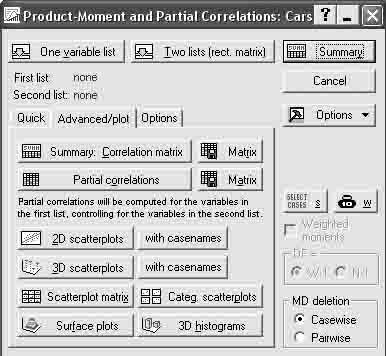 Product-Moment and Partial Correlations: Cars ?
One variable list
Two lists (rect. matrix)
Summary
First list: none
Second list: none
Cancel
Quick
Advanced/plot
Options
Options
Summary: Correlation matrix
Matrix
Partial correlations
Matrix
Partial correlations will be computed for the variables in
the first list, controlling for the variables in the second list.
SELECT CASES S
W
2D scatterplots
with casenames
Weighted
moments
3D scatterplots
with casenames
DF =
W-1
N-1
Scatterplot matrix
Categ. scatterplots
Surface plots
3D histograms
MD deletion
Casewise
Pairwise